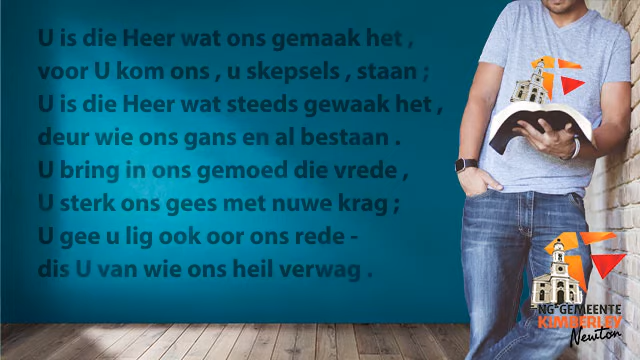 U is die Heer wat ons gemaak het ,
voor U kom ons , u skepsels , staan ;
U is die Heer wat steeds gewaak het ,
deur wie ons gans en al bestaan .
U bring in ons gemoed die vrede ,
U sterk ons gees met nuwe krag ;
U gee u lig ook oor ons rede -
dis U van wie ons heil verwag .
NG GEMEENTE
KIMBERLEY
Newton